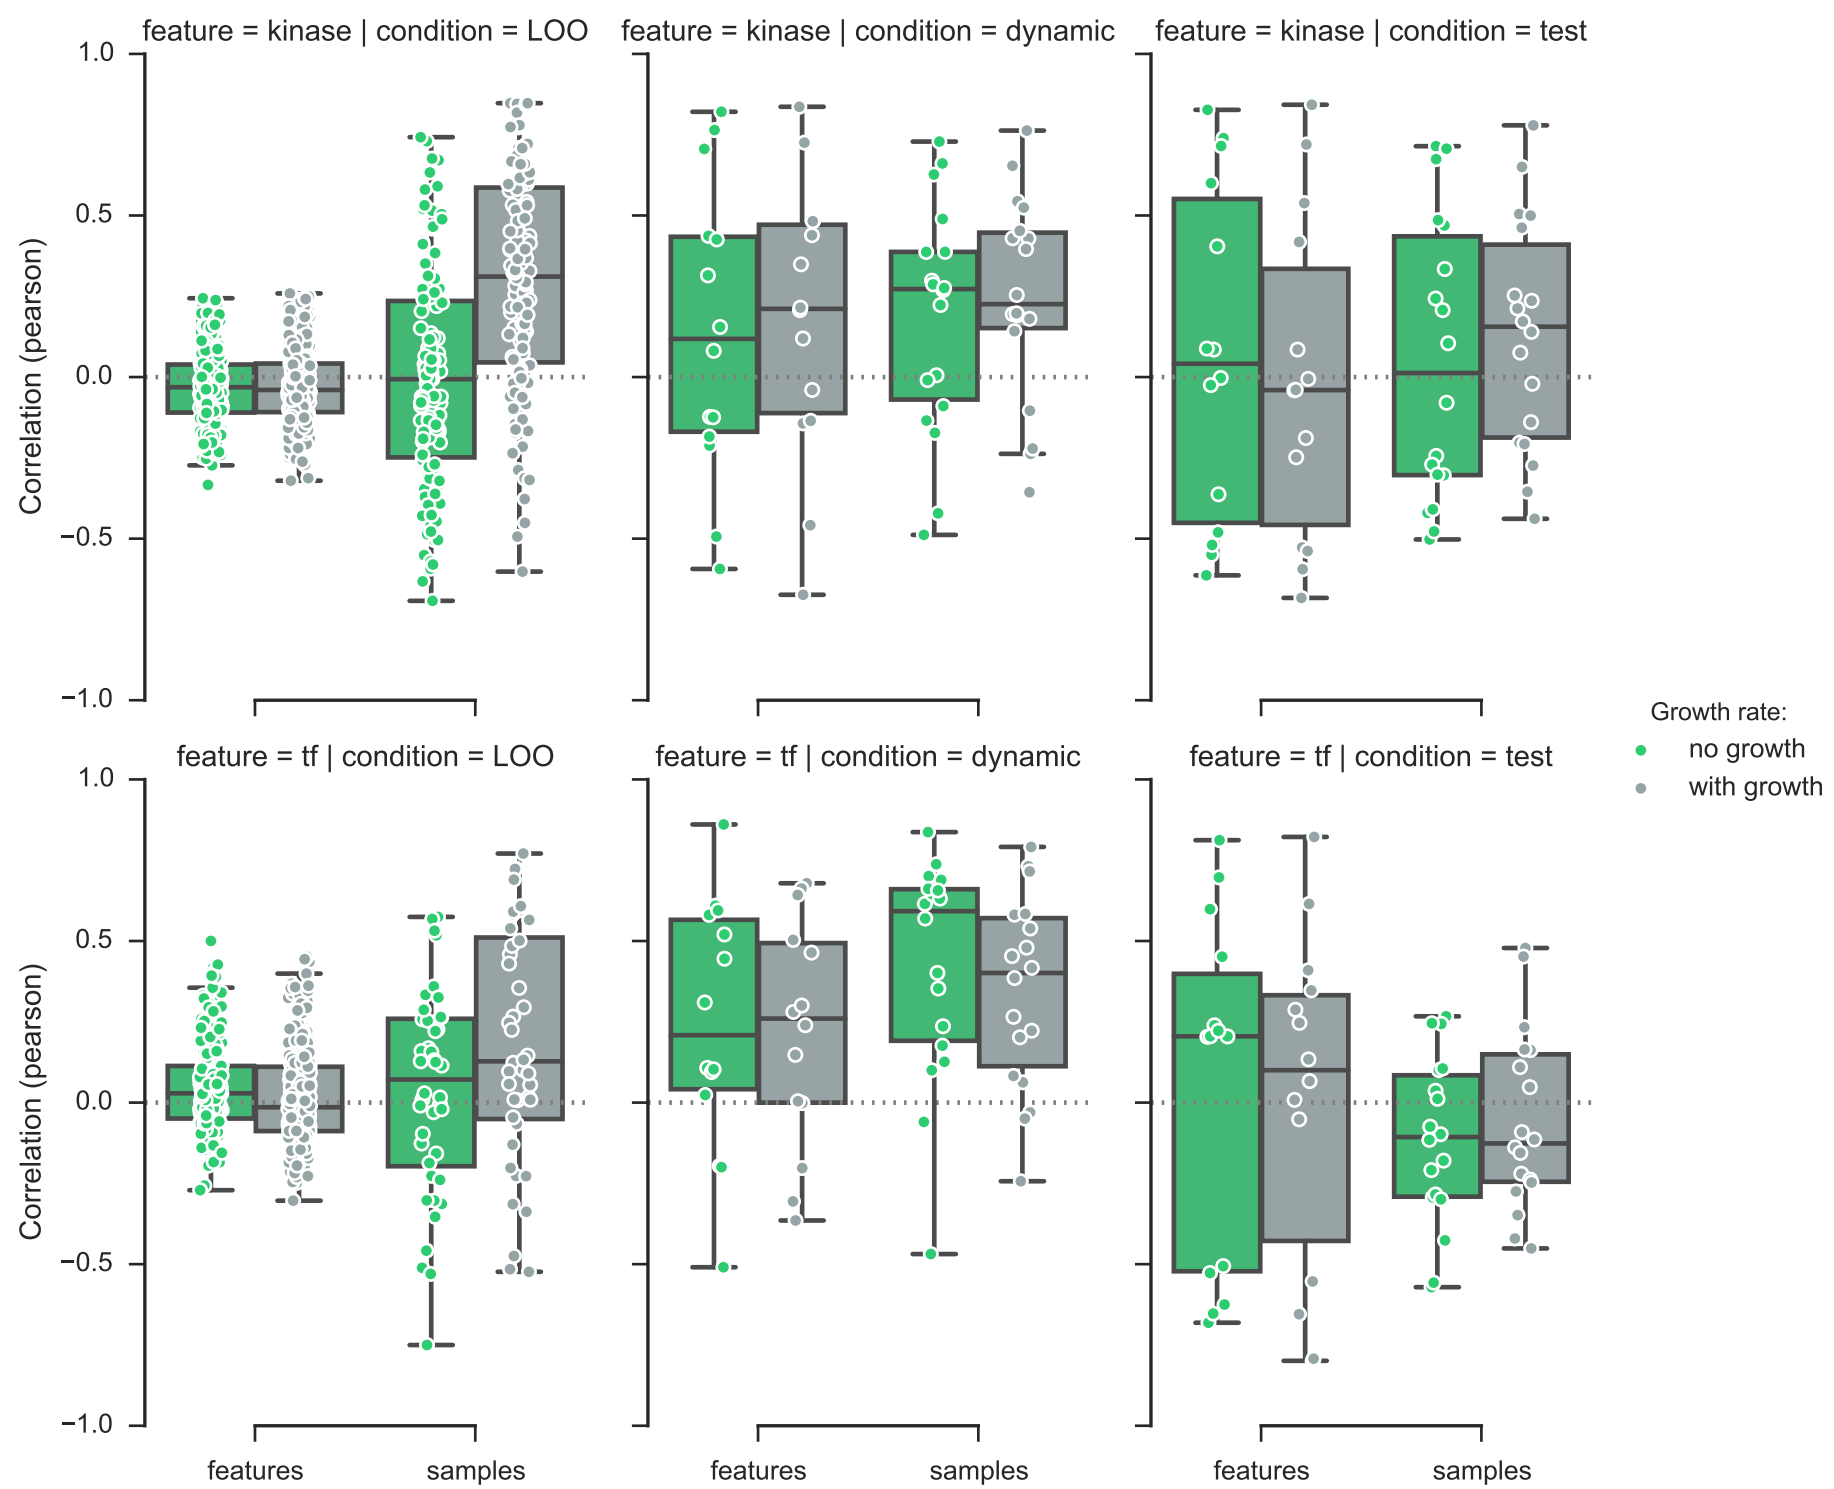 feature = kinase | condition = LOO
feature = kinase | condition = dynamic
feature = kinase | condition = test
1.0
0.5
0.0
−0.5
−1.0
Correlation (pearson)
Growth rate:
no growth
with growth
feature = tf | condition = LOO
feature = tf | condition = dynamic
feature = tf | condition = test
1.0
0.5
0.0
−0.5
−1.0
Correlation (pearson)
features
samples
features
samples
features
samples